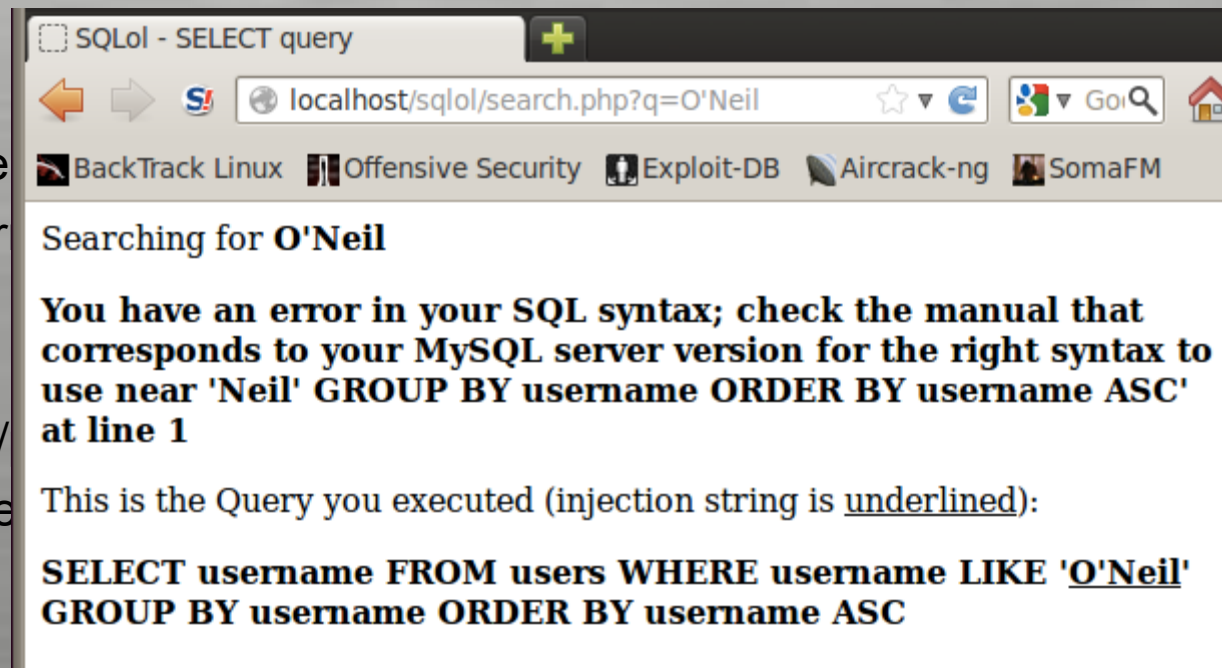 SQLol - SELECT query
S! localhost/sqlol/search.php?q=O'Neil
BackTrack Linux Offensive Security Exploit-DB Aircrack-ng SomaFM
Searching for O'Neil
You have an error in your SQL syntax; check the manual that
corresponds to your MySQL server version for the right syntax to
use near 'Neil' GROUP BY username ORDER BY username ASC'
at line 1
This is the Query you executed (injection string is underlined):
SELECT username FROM users WHERE username LIKE 'O'Neil'
GROUP BY username ORDER BY username ASC